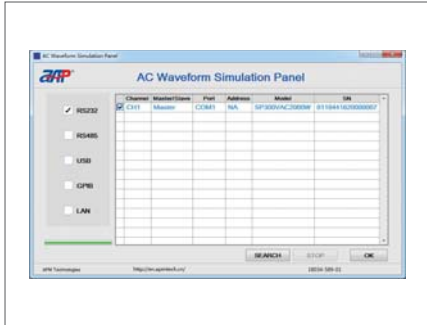 AC Waveform Simulation Panel
AC Waveform Simulation Panel
Channel Master/Slave Port Address Model SN
CH1 Master COM1 NA SP300VAC2000W
RS232
RS485
USB
GPIB
LAN
SEARCH STOP OK
APM Technologies